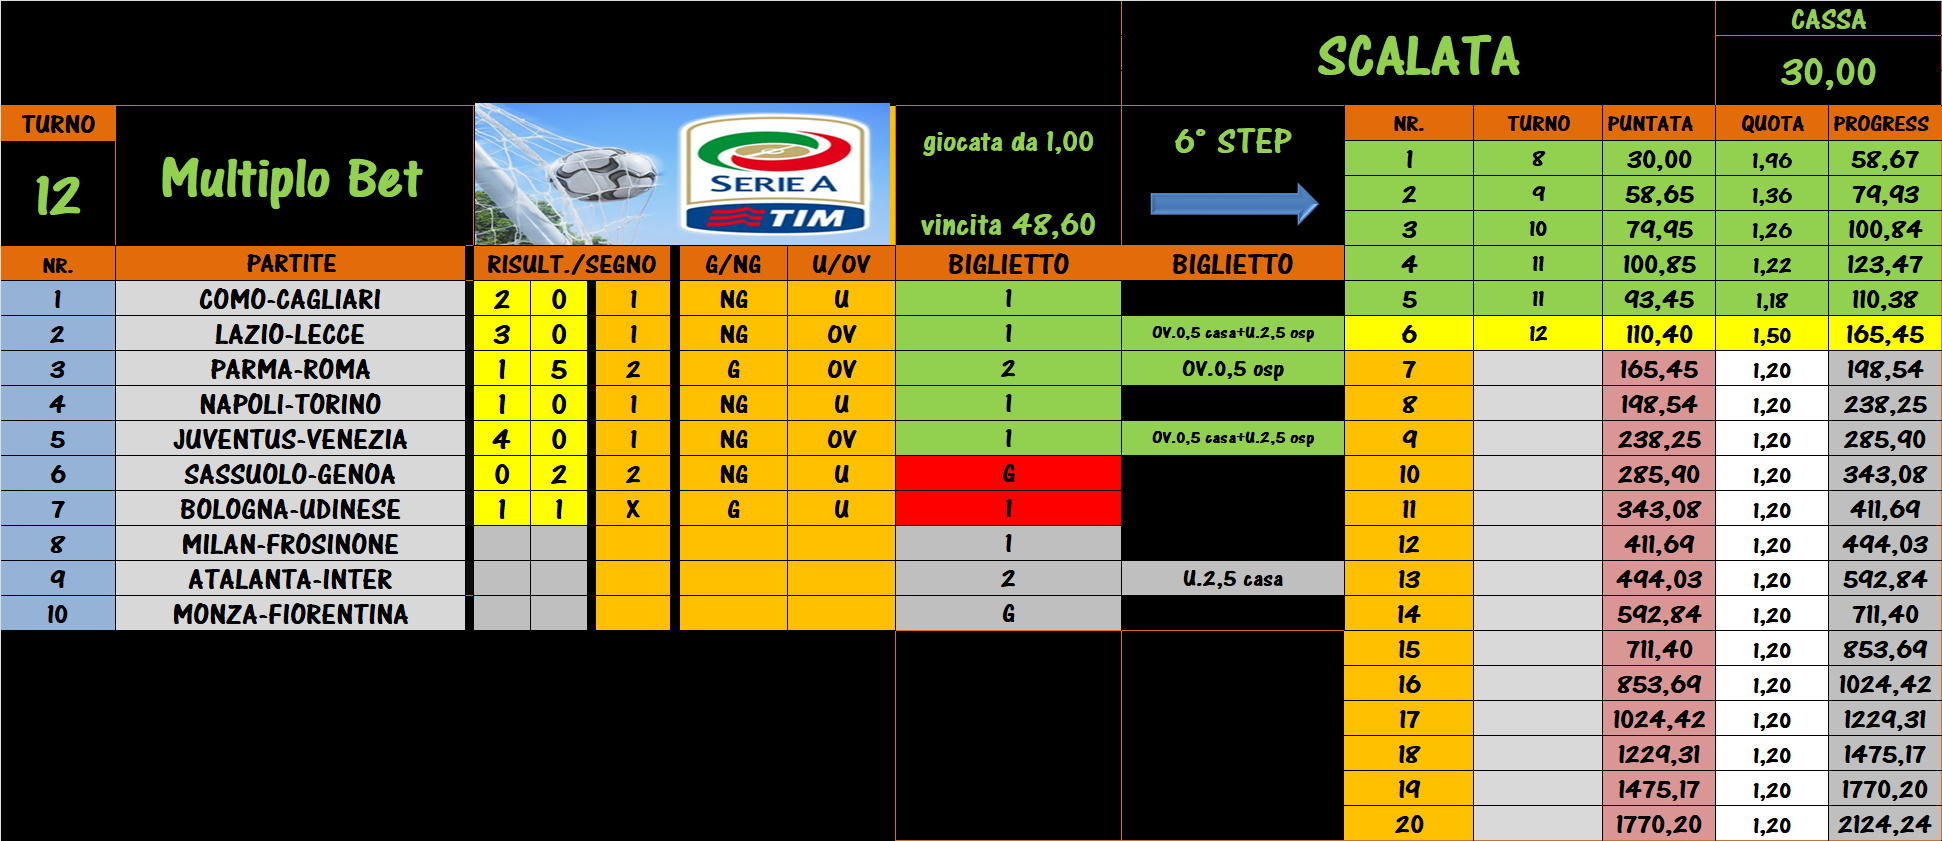 SCALATA
CASSA
30,00
TURNO
12
Multiplo Bet
SERIE A
TIM
giocata da 1,00
vincita 48,60
6° STEP
NR. TURNO PUNTATA QUOTA PROGRESS
1 8 30,00 1,96 58,67
2 9 58,65 1,36 79,93
3 10 79,95 1,26 100,84
4 11 100,85 1,22 123,47
5 11 93,45 1,18 110,38
6 12 110,40 1,50 165,45
7 165,45 1,20 198,54
8 198,54 1,20 238,25
9 238,25 1,20 285,90
10 285,90 1,20 343,08
11 343,08 1,20 411,69
12 411,69 1,20 494,03
13 494,03 1,20 592,84
14 592,84 1,20 711,40
15 711,40 1,20 853,69
16 853,69 1,20 1024,42
17 1024,42 1,20 1229,31
18 1229,31 1,20 1475,17
19 1475,17 1,20 1770,20
20 1770,20 1,20 2124,24
NR. PARTITE RISULT./SEGNO G/NG U/OV BIGLIETTO BIGLIETTO
1 COMO-CAGLIARI 2 0 1 NG U 1
2 LAZIO-LECCE 3 0 1 NG OV 1 OV.0,5 casa+U.2,5 osp
3 PARMA-ROMA 1 5 2 G OV 2 OV.0,5 osp
4 NAPOLI-TORINO 1 0 1 NG U 1
5 JUVENTUS-VENEZIA 4 0 1 NG OV 1 OV.0,5 casa+U.2,5 osp
6 SASSUOLO-GENOA 0 2 2 NG U G
7 BOLOGNA-UDINESE 1 1 X G U 1
8 MILAN-FROSINONE 1
9 ATALANTA-INTER 2 U.2,5 casa
10 MONZA-FIORENTINA G